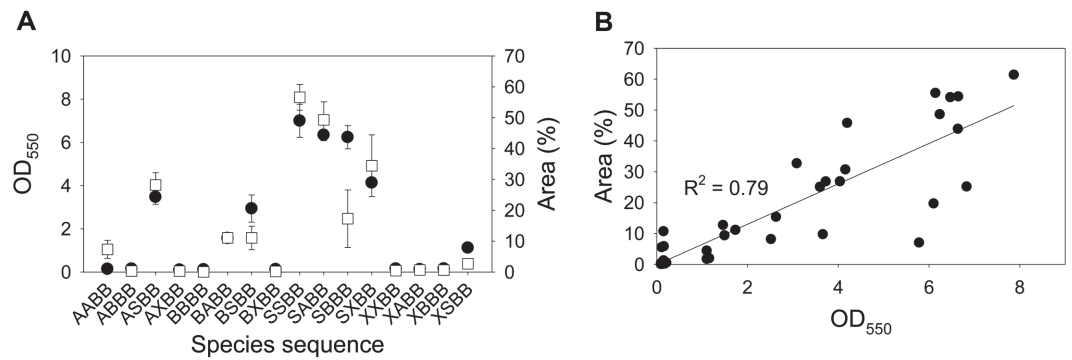 A
B
10
8
6
4
2
0
OD550
70
60
50
40
30
20
10
0
Area (%)
AABB
ABBB
ASBB
AXBB
BBBB
BABB
BSBB
BXBB
SSBB
SABB
SBBB
SXBB
XXBB
XABB
XBBB
XSBB
Species sequence
70
60
50
40
30
20
10
0
Area (%)
R² = 0.79
0 2 4 6 8
OD550